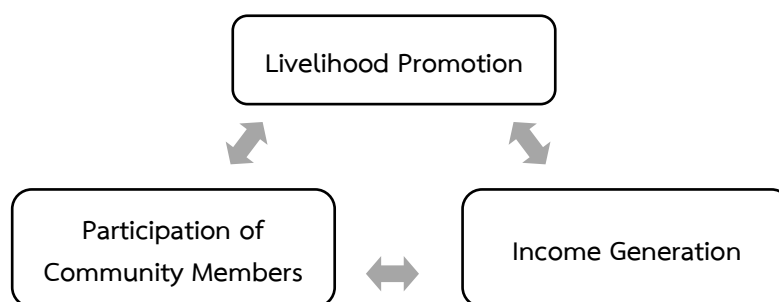 Livelihood Promotion
Participation of
Community Members
Income Generation